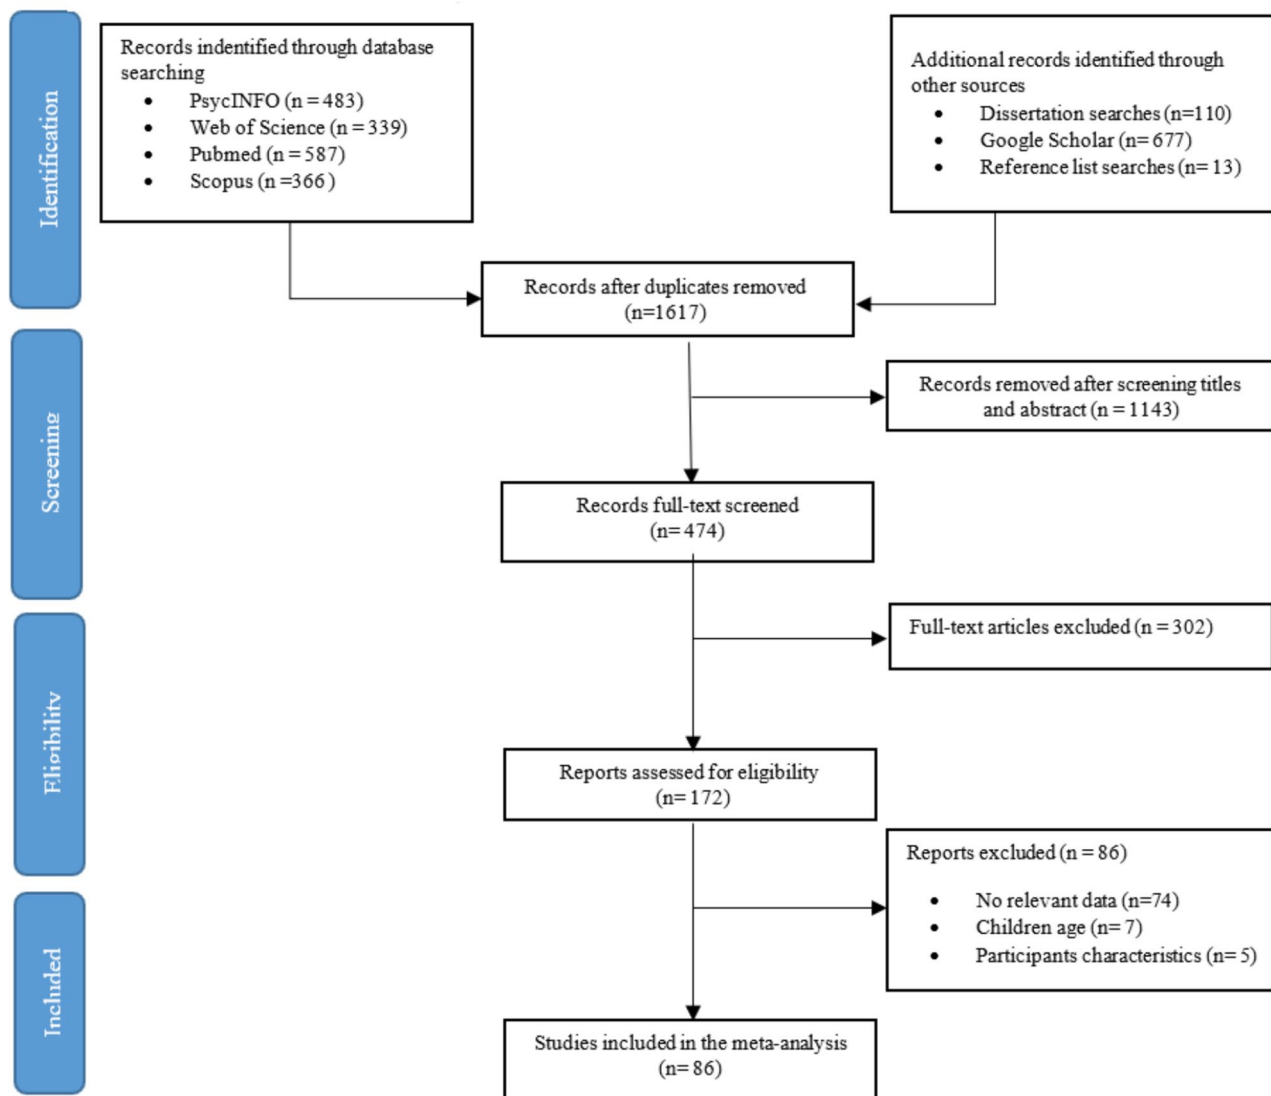 Identification
Records indentified through database
searching
• PsycINFO (n = 483)
• Web of Science (n = 339)
• Pubmed (n = 587)
• Scopus (n =366 )
Additional records identified through
other sources
• Dissertation searches (n=110)
• Google Scholar (n= 677)
• Reference list searches (n= 13)
Records after duplicates removed
(n=1617)
Screening
Records removed after screening titles
and abstract (n = 1143)
Records full-text screened
(n= 474)
Eligibility
Full-text articles excluded (n = 302)
Reports assessed for eligibility
(n= 172)
Reports excluded (n = 86)
• No relevant data (n=74)
• Children age (n= 7)
• Participants characteristics (n= 5)
Included
Studies included in the meta-analysis
(n= 86)